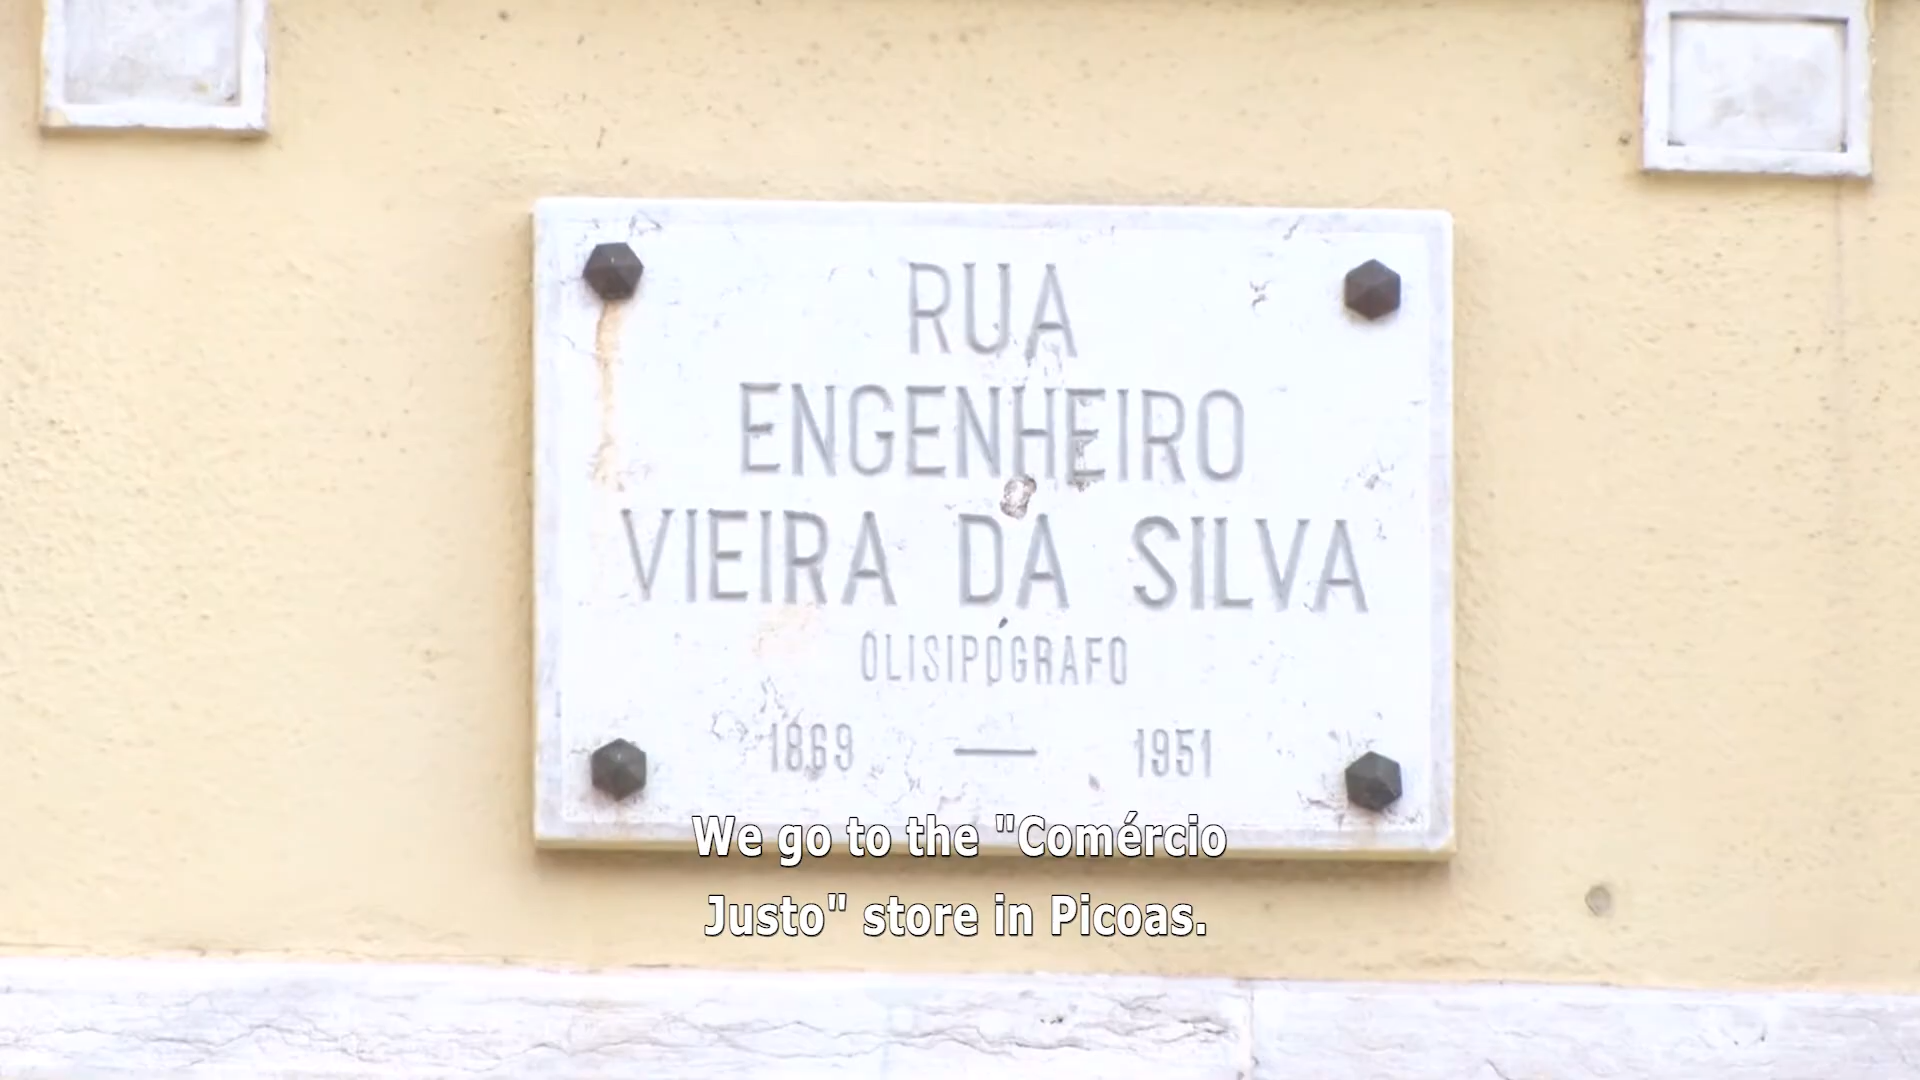 RUA
ENGENHEIRO
VIEIRA DA SILVA
OLISIPÓGRAFO
1869 — 1951
We go to the "Comércio
Justo" store in Picoas.